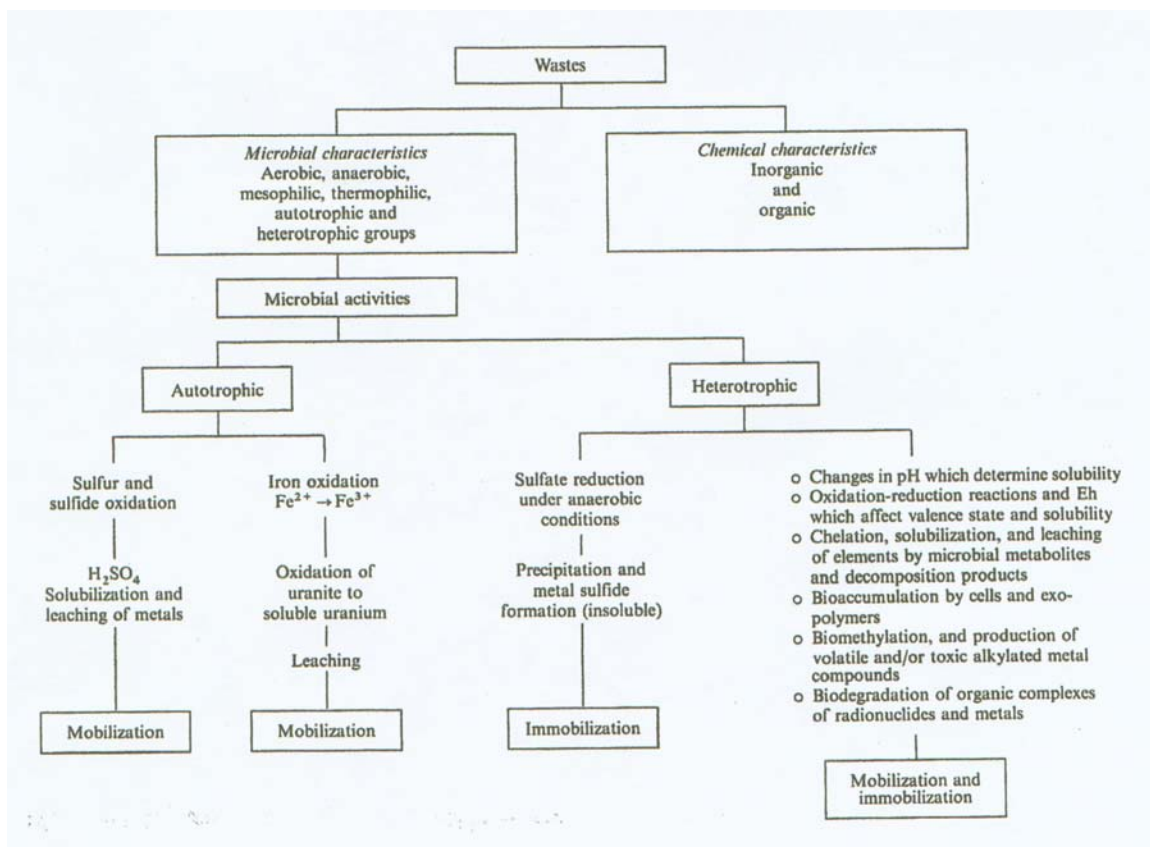 Wastes
Microbial characteristics
Aerobic, anaerobic,
mesophilic, thermophilic,
autotrophic and
heterotrophic groups
Chemical characteristics
Inorganic
and
organic
Microbial activities
Autotrophic
Heterotrophic
Sulfur and
sulfide oxidation
H₂SO₄
Solubilization and
leaching of metals
Mobilization
Iron oxidation
Fe²⁺ → Fe³⁺
Oxidation of
uranite to
soluble uranium
Leaching
Mobilization
Sulfate reduction
under anaerobic
conditions
Precipitation and
metal sulfide
formation (insoluble)
Immobilization
o Changes in pH which determine solubility
o Oxidation-reduction reactions and Eh
which affect valence state and solubility
o Chelation, solubilization, and leaching
of elements by microbial metabolites
and decomposition products
o Bioaccumulation by cells and exo-
polymers
o Biomethylation, and production of
volatile and/or toxic alkylated metal
compounds
o Biodegradation of organic complexes
of radionuclides and metals
Mobilization and
immobilization